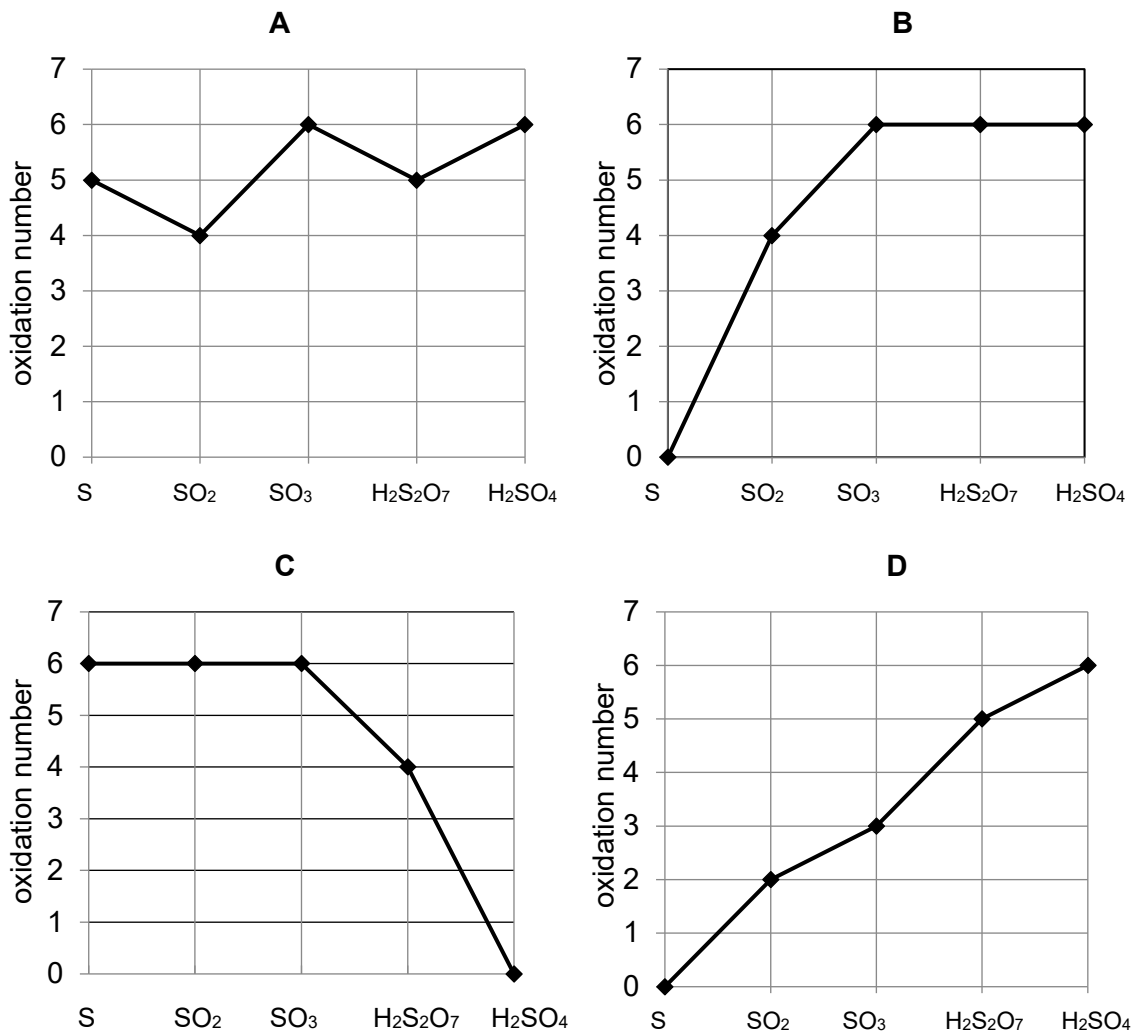 A
oxidation number
7
6
5
4
3
2
1
0
S SO₂ SO₃ H₂S₂O₇ H₂SO₄
B
oxidation number
7
6
5
4
3
2
1
0
S SO₂ SO₃ H₂S₂O₇ H₂SO₄
C
oxidation number
7
6
5
4
3
2
1
0
S SO₂ SO₃ H₂S₂O₇ H₂SO₄
D
oxidation number
7
6
5
4
3
2
1
0
S SO₂ SO₃ H₂S₂O₇ H₂SO₄